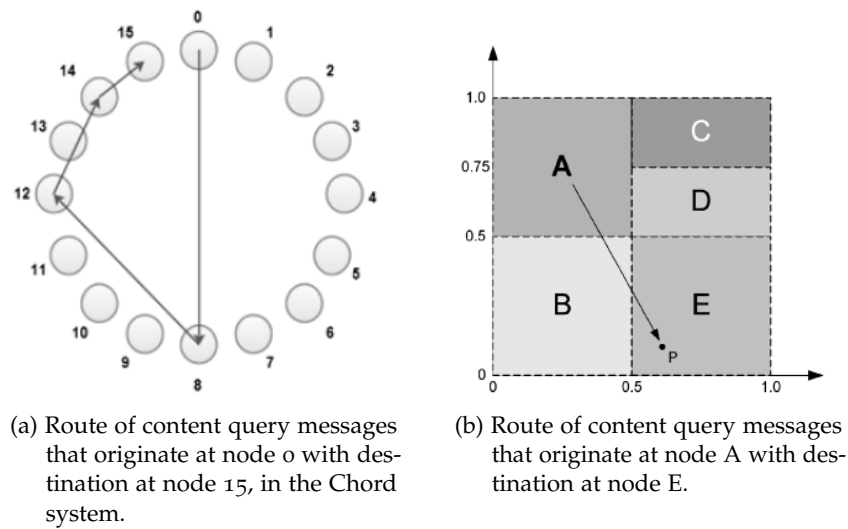 0
15
1
14
2
13
3
12
4
11
5
10
6
9
7
8
1.0
C
A
0.75
D
0.5
B
E
P
0
0
0.5
1.0
(a) Route of content query messages
that originate at node 0 with des-
tination at node 15, in the Chord
system.
(b) Route of content query messages
that originate at node A with des-
tination at node E.